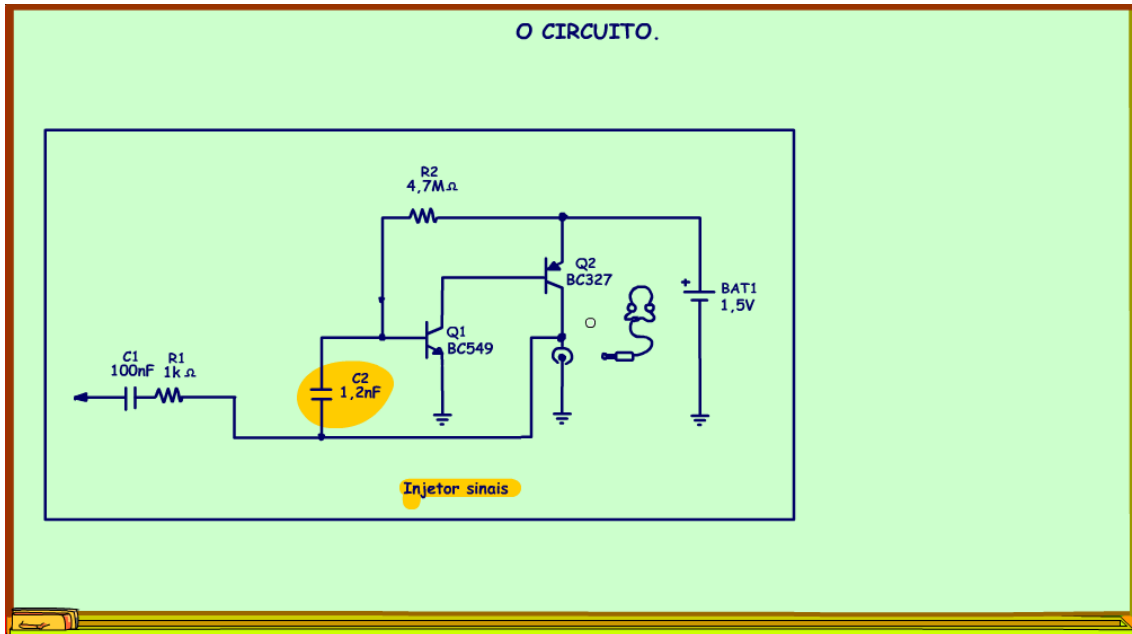 O CIRCUITO.
R2
4,7MΩ
Q2
BC327
+
BAT1
1,5V
Q1
BC549
C1
100nF
R1
1kΩ
C2
1,2nF
Injetor sinais